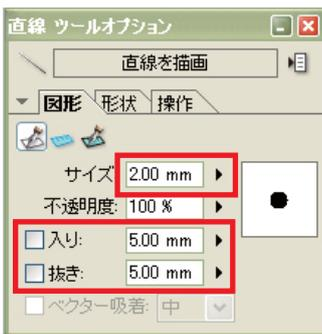 直線 ツールオプション
直線を描画
図形 形状 操作
サイズ: 2.00 mm
不透明度: 100 %
入り: 5.00 mm
抜き: 5.00 mm
ベクター吸着: 中